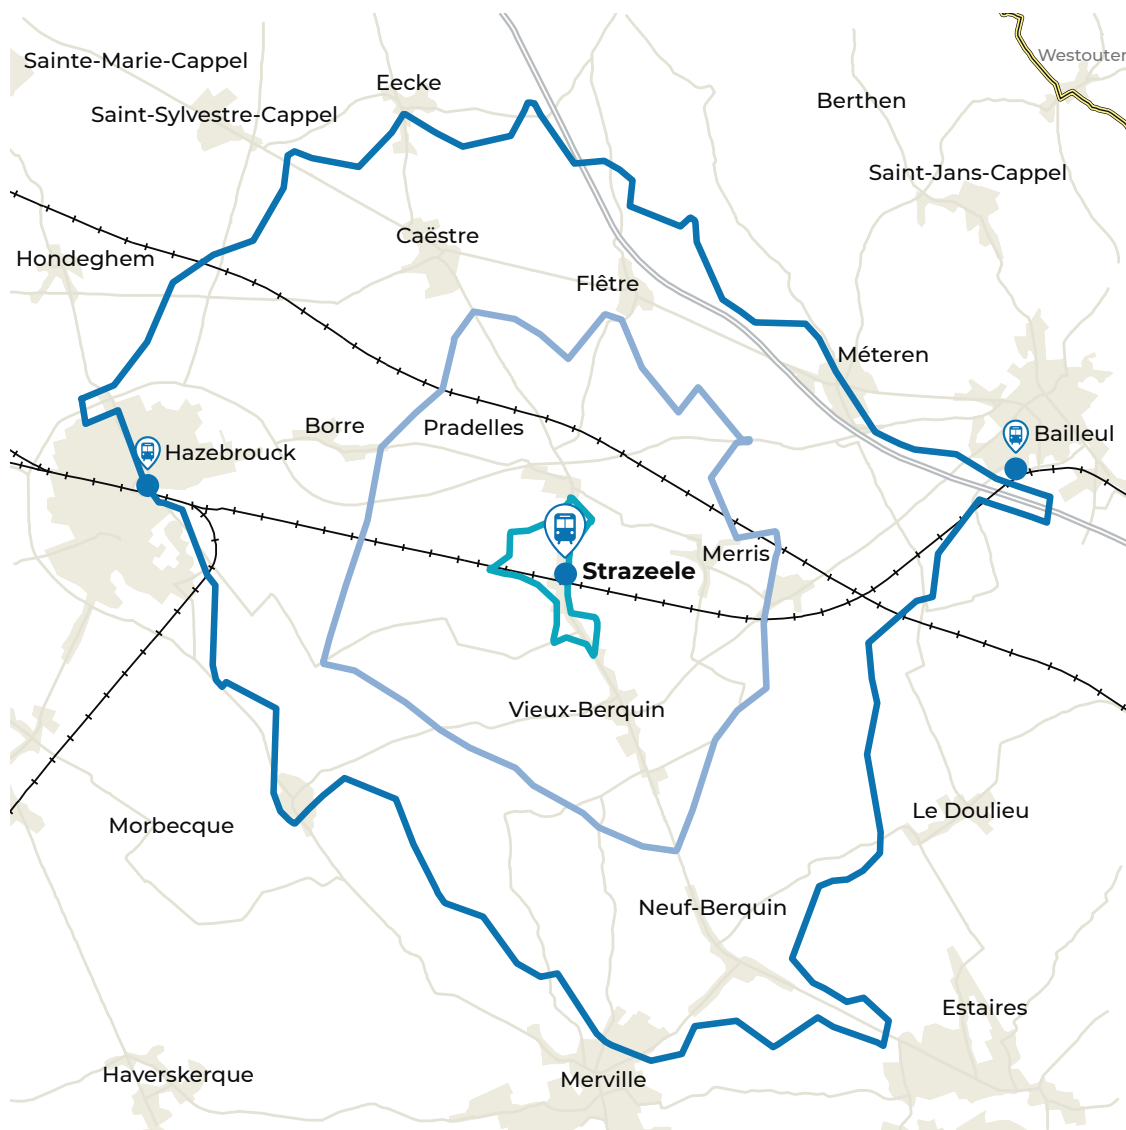 Sainte-Marie-Cappel
Westouter
Eecke
Berthen
Saint-Sylvestre-Cappel
Saint-Jans-Cappel
Caëstre
Hondeghem
Flêtre
Méteren
Borre
Pradelles
Bailleul
Hazebrouck
Merris
Strazeele
Vieux-Berquin
Le Doulieu
Morbecque
Neuf-Berquin
Estaires
Haverskerque
Merville